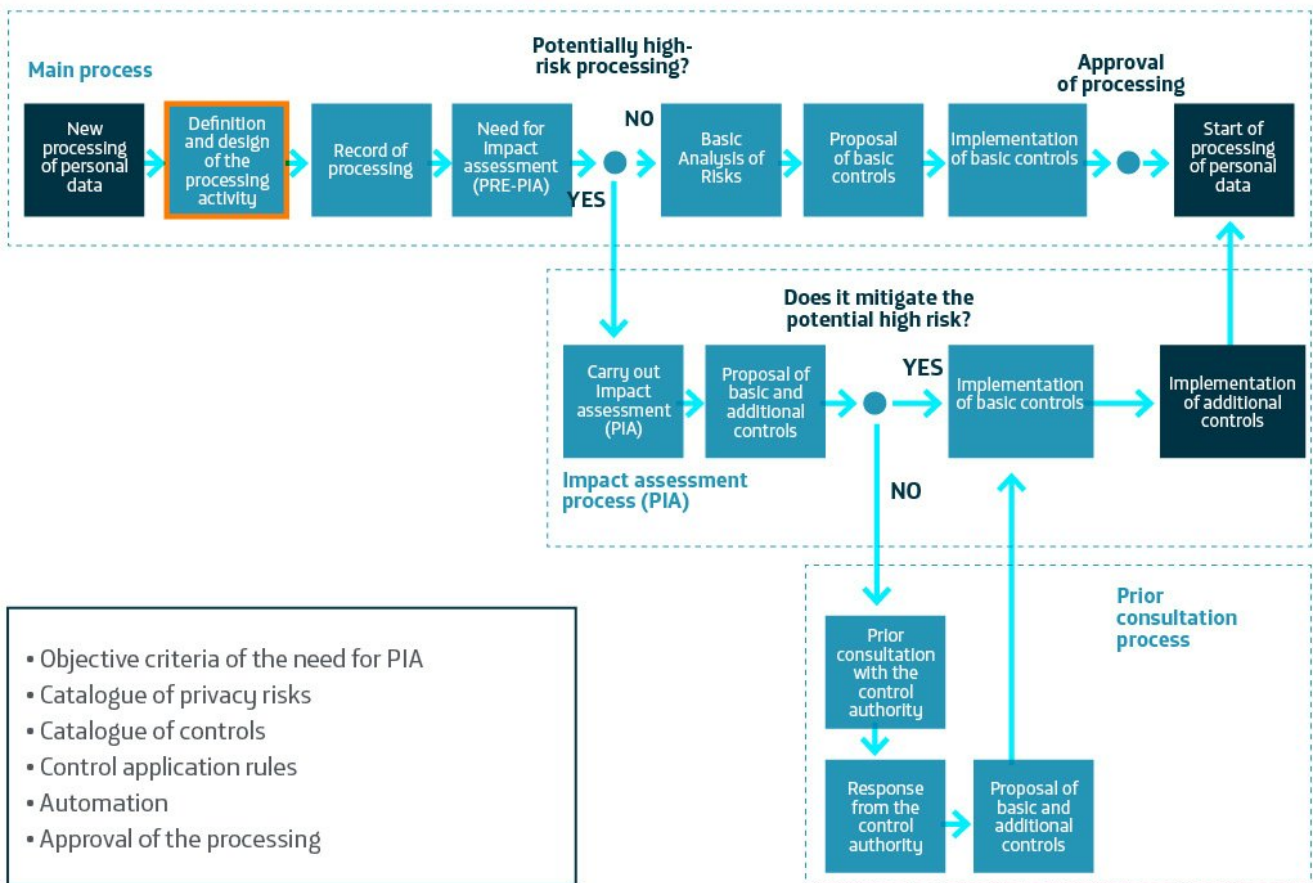 Main process
Potentially high-
risk processing?
Approval
of processing
New
processing
of personal
data
Definition
and design
of the
processing
activity
Record of
processing
Need for
Impact
assessment
(PRE-PIA)
NO
YES
Basic
Analysis of
Risks
Proposal
of basic
controls
Implementation
of basic controls
Start of
processing
of personal
data
Does it mitigate the
potential high risk?
Carry out
Impact
assessment
(PIA)
Proposal of
basic and
additional
controls
YES
NO
Implementation
of basic controls
Implementation
of additional
controls
Impact assessment
process (PIA)
Prior
consultation
process
Prior
consultation
with the
control
authority
Response
from the
control
authority
Proposal of
basic and
additional
controls
• Objective criteria of the need for PIA
• Catalogue of privacy risks
• Catalogue of controls
• Control application rules
• Automation
• Approval of the processing